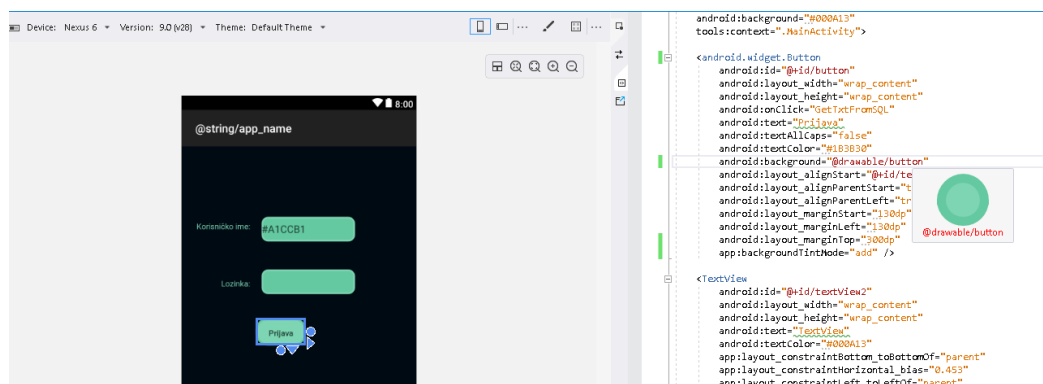 Device: Nexus 6 Version: 9.0 (v28) Theme: Default Theme
8:00
@string/app_name
Korisničko ime:
#A1CCB1
Lozinka:
Prijava
android:background="#000A13"
tools:context=".MainActivity">
<android.widget.Button
android:id="@+id/button"
android:layout_width="wrap_content"
android:layout_height="wrap_content"
android:onClick="GetTxtFromSQL"
android:text="Prijava"
android:textAllCaps="false"
android:textColor="#1B3B30"
android:background="@drawable/button"
android:layout_alignStart="@+id/te
android:layout_alignParentStart="t
android:layout_alignParentLeft="tr
android:layout_marginStart="130dp"
android:layout_marginLeft="130dp"
android:layout_marginTop="300dp"
app:backgroundTintMode="add" />
@drawable/button
<TextView
android:id="@+id/textView2"
android:layout_width="wrap_content"
android:layout_height="wrap_content"
android:text="TextView"
android:textColor="#000A13"
app:layout_constraintBottom_toBottomOf="parent"
app:layout_constraintHorizontal_bias="0.453"
app:layout_constraintLeft_toLeftOf="parent"